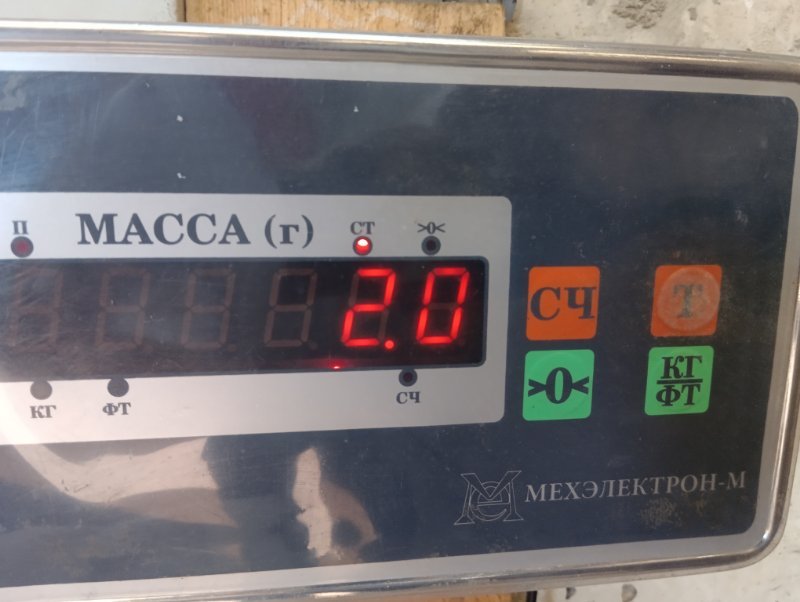 П МАССА (г) СТ >0<
2.0
КГ ФТ СЧ
СЧ Т
>0< КГ
ФТ
МЕХЭЛЕКТРОН-М